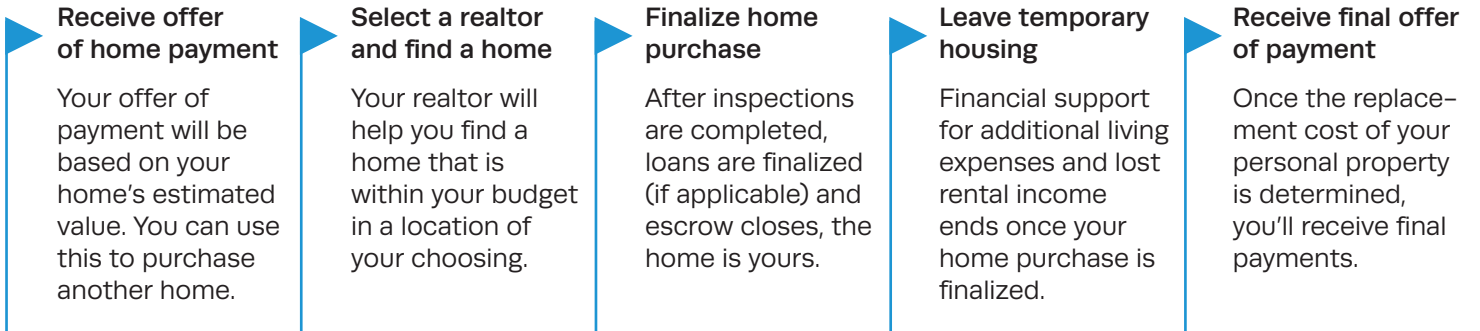 Receive offer
of home payment
Your offer of
payment will be
based on your
home's estimated
value. You can use
this to purchase
another home.
Select a realtor
and find a home
Your realtor will
help you find a
home that is
within your budget
in a location of
your choosing.
Finalize home
purchase
After inspections
are completed,
loans are finalized
(if applicable) and
escrow closes, the
home is yours.
Leave temporary
housing
Financial support
for additional living
expenses and lost
rental income
ends once your
home purchase is
finalized.
Receive final offer
of payment
Once the replace-
ment cost of your
personal property
is determined,
you'll receive final
payments.